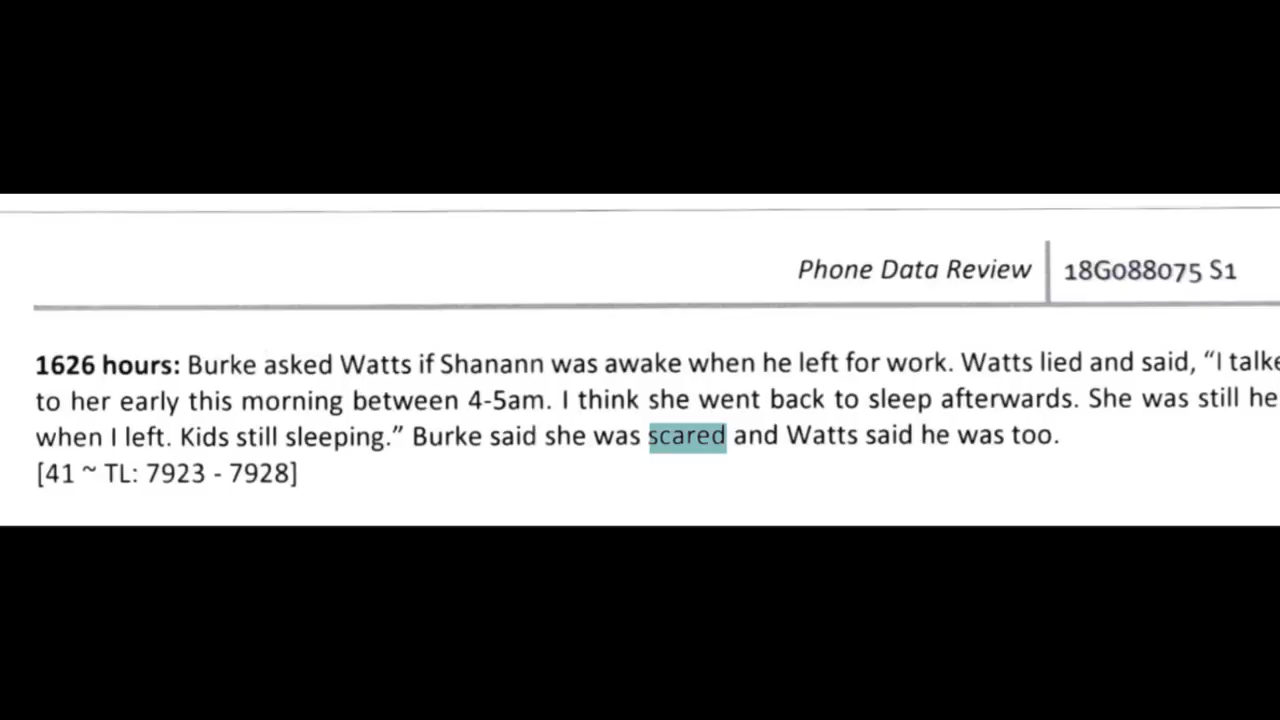 Phone Data Review 18G088075 S1
1626 hours: Burke asked Watts if Shanann was awake when he left for work. Watts lied and said, “I
to her early this morning between 4-5am. I think she went back to sleep afterwards. She was still
when I left. Kids still sleeping.” Burke said she was scared and Watts said he was too.
[41 ~ TL: 7923 - 7928]